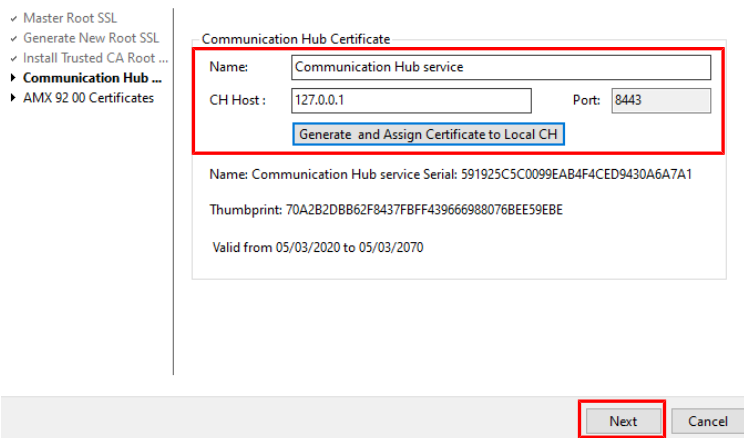 Master Root SSL
Generate New Root SSL
Install Trusted CA Root ...
Communication Hub ...
AMX 92 00 Certificates
Communication Hub Certificate
Name: Communication Hub service
CH Host : 127.0.0.1 Port: 8443
Generate and Assign Certificate to Local CH
Name: Communication Hub service Serial: 591925C5C0099EAB4F4CED9430A6A7A1
Thumbprint: 70A2B2DBB62F8437FBFF439666988076BEE59EBE
Valid from 05/03/2020 to 05/03/2070
Next Cancel